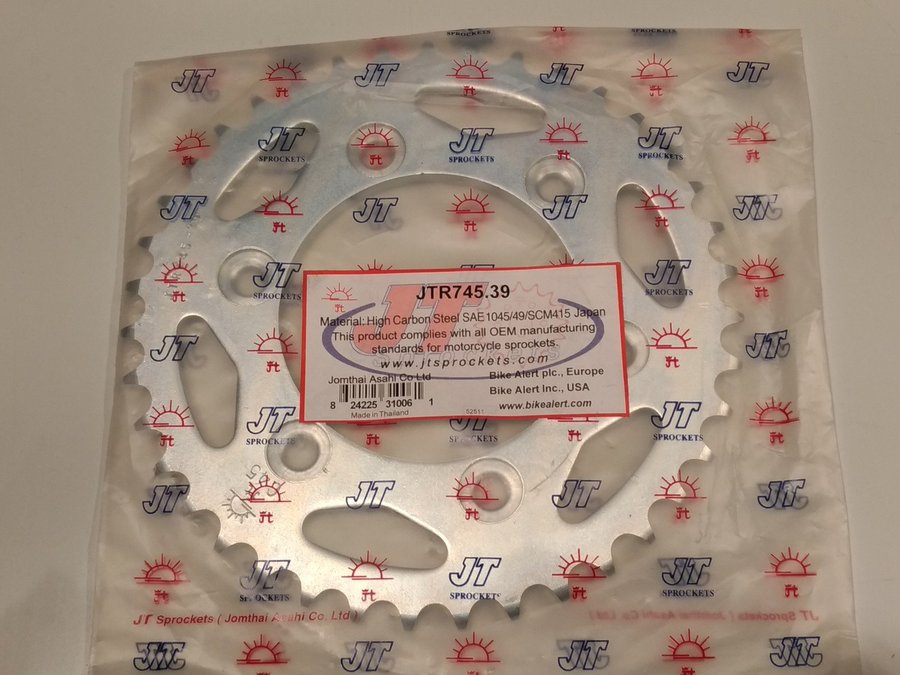 JTR745.39
Material: High Carbon Steel SAE1045/49/SCM415 Japan
This product complies with all OEM manufacturing
standards for motorcycle sprockets.
www.jtsprockets.com
Jomthai Asahi Co Ltd
Bike Alert plc., Europe
Bike Alert Inc., USA
8 24225 31006 1
Made in Thailand
52511
www.bikealert.com
JT
SPROCKETS
JT Sprockets ( Jomthai Asahi Co. Ltd )